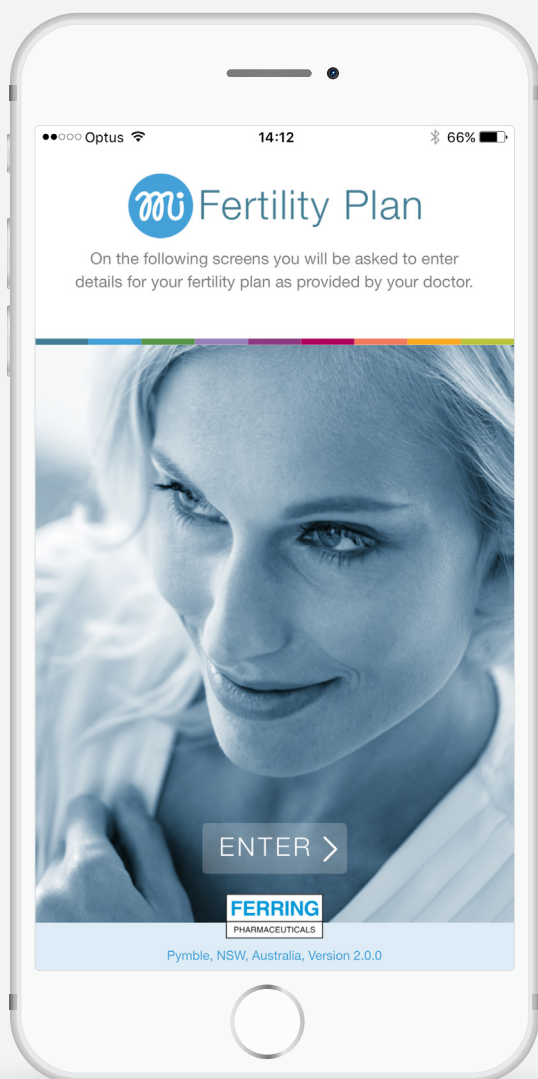 Optus 14:12 66%
mi Fertility Plan
On the following screens you will be asked to enter
details for your fertility plan as provided by your doctor.
ENTER >
FERRING
PHARMACEUTICALS
Pymble, NSW, Australia, Version 2.0.0